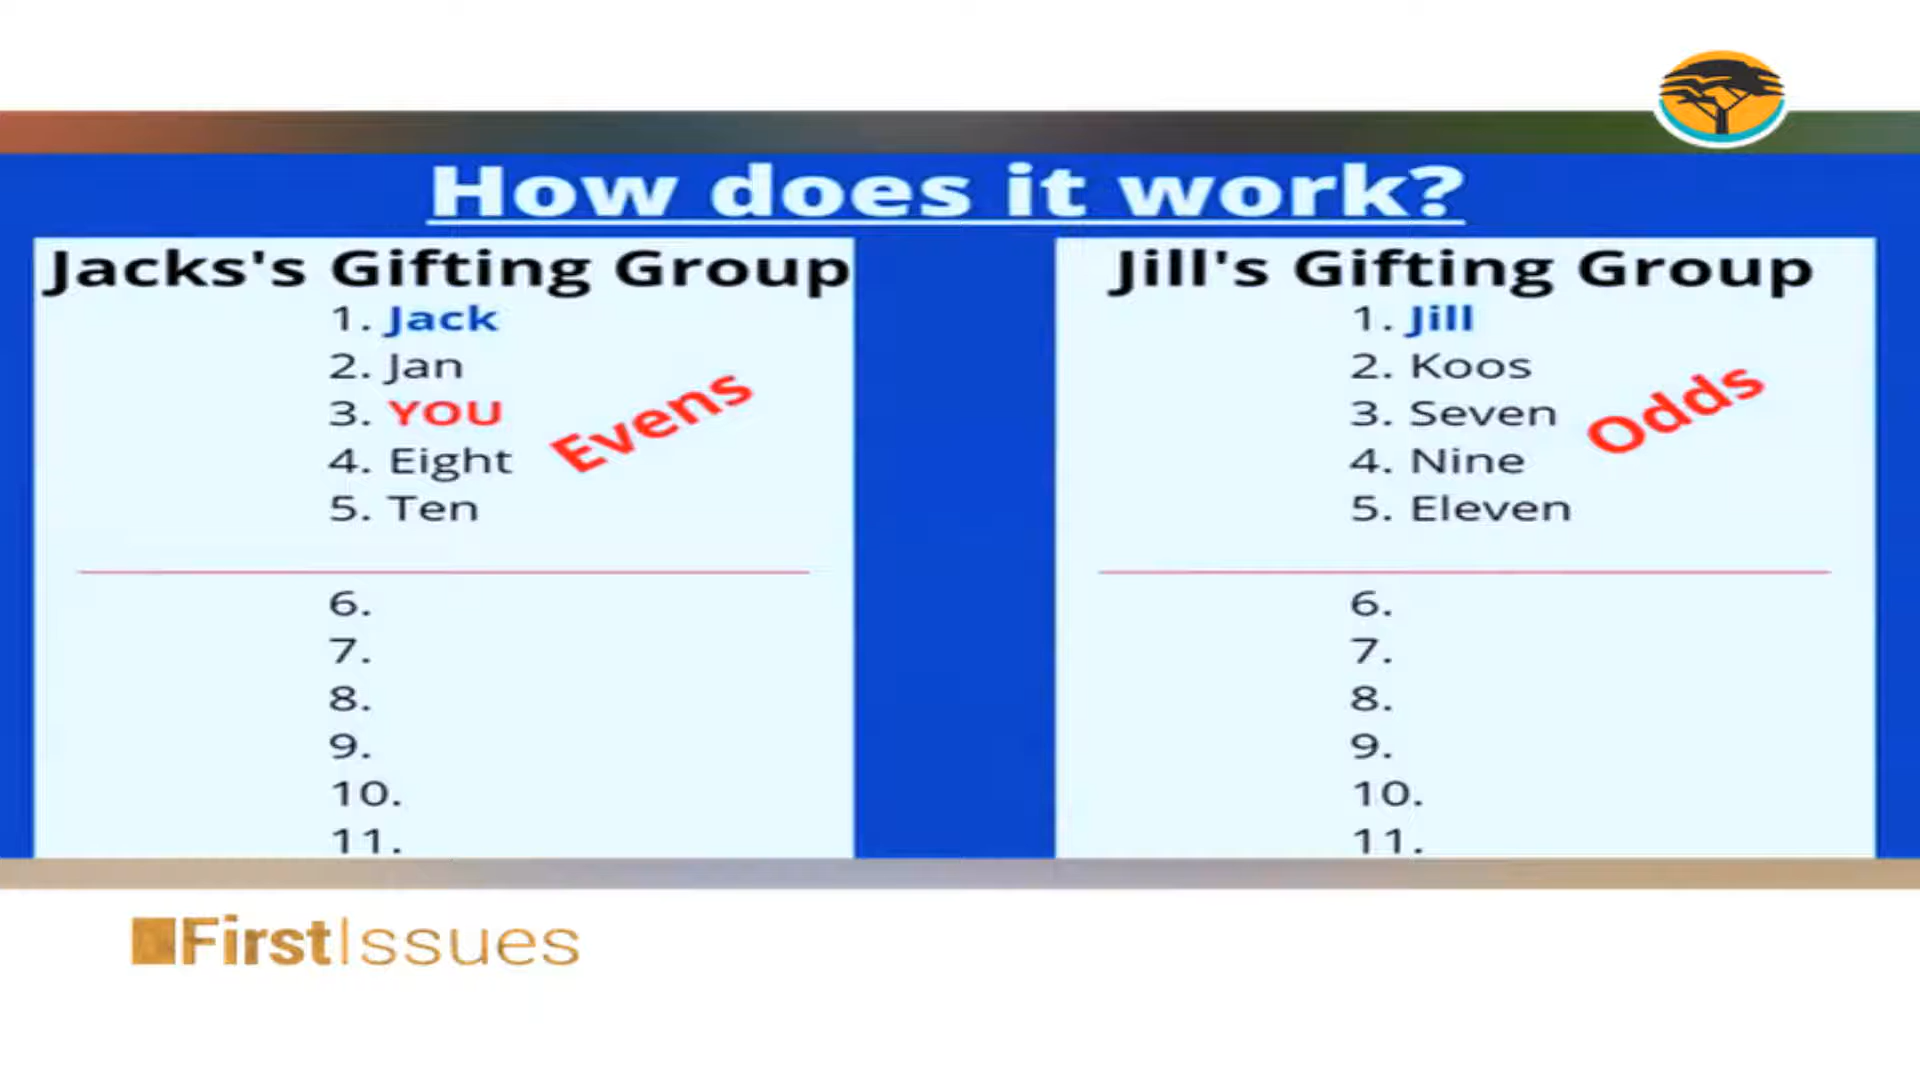 How does it work?
Jacks's Gifting Group
1. Jack
2. Jan
3. YOU
4. Eight
5. Ten
Evens
6.
7.
8.
9.
10.
11.
Jill's Gifting Group
1. Jill
2. Koos
3. Seven
4. Nine
5. Eleven
Odds
6.
7.
8.
9.
10.
11.
First|Issues